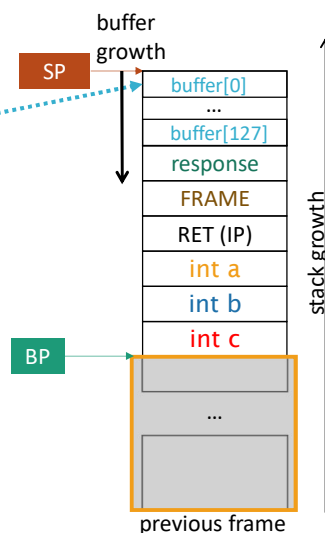 buffer
growth
SP
buffer[0]
...
buffer[127]
response
FRAME
RET (IP)
int a
int b
int c
BP
...
previous frame
stack growth